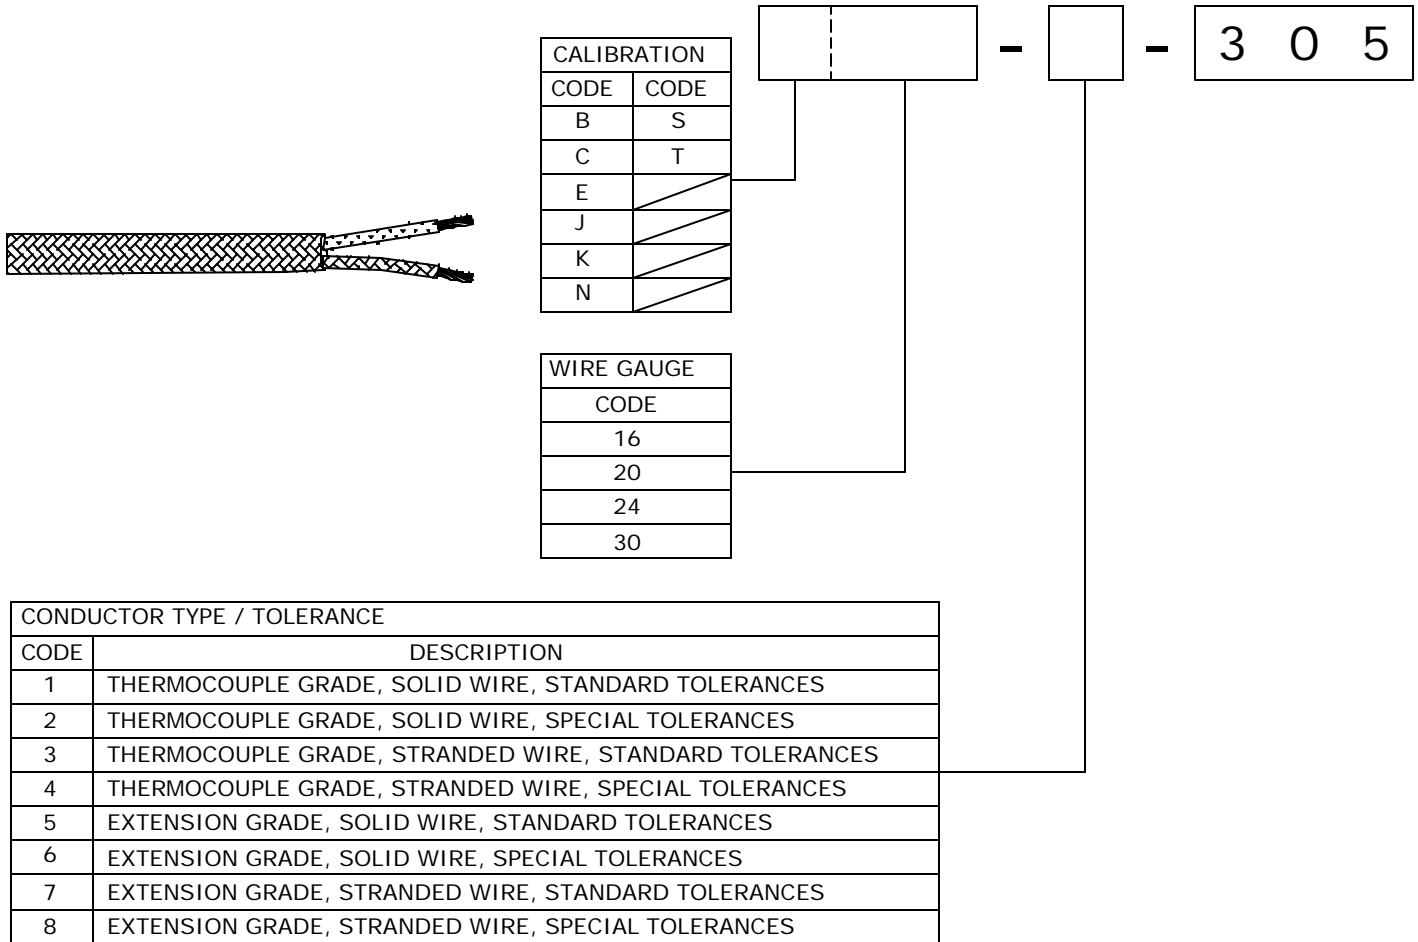 - - 3 0 5
CALIBRATION
CODE CODE
B S
C T
E
J
K
N
WIRE GAUGE
CODE
16
20
24
30
CONDUCTOR TYPE / TOLERANCE
CODE DESCRIPTION
1 THERMOCOUPLE GRADE, SOLID WIRE, STANDARD TOLERANCES
2 THERMOCOUPLE GRADE, SOLID WIRE, SPECIAL TOLERANCES
3 THERMOCOUPLE GRADE, STRANDED WIRE, STANDARD TOLERANCES
4 THERMOCOUPLE GRADE, STRANDED WIRE, SPECIAL TOLERANCES
5 EXTENSION GRADE, SOLID WIRE, STANDARD TOLERANCES
6 EXTENSION GRADE, SOLID WIRE, SPECIAL TOLERANCES
7 EXTENSION GRADE, STRANDED WIRE, STANDARD TOLERANCES
8 EXTENSION GRADE, STRANDED WIRE, SPECIAL TOLERANCES